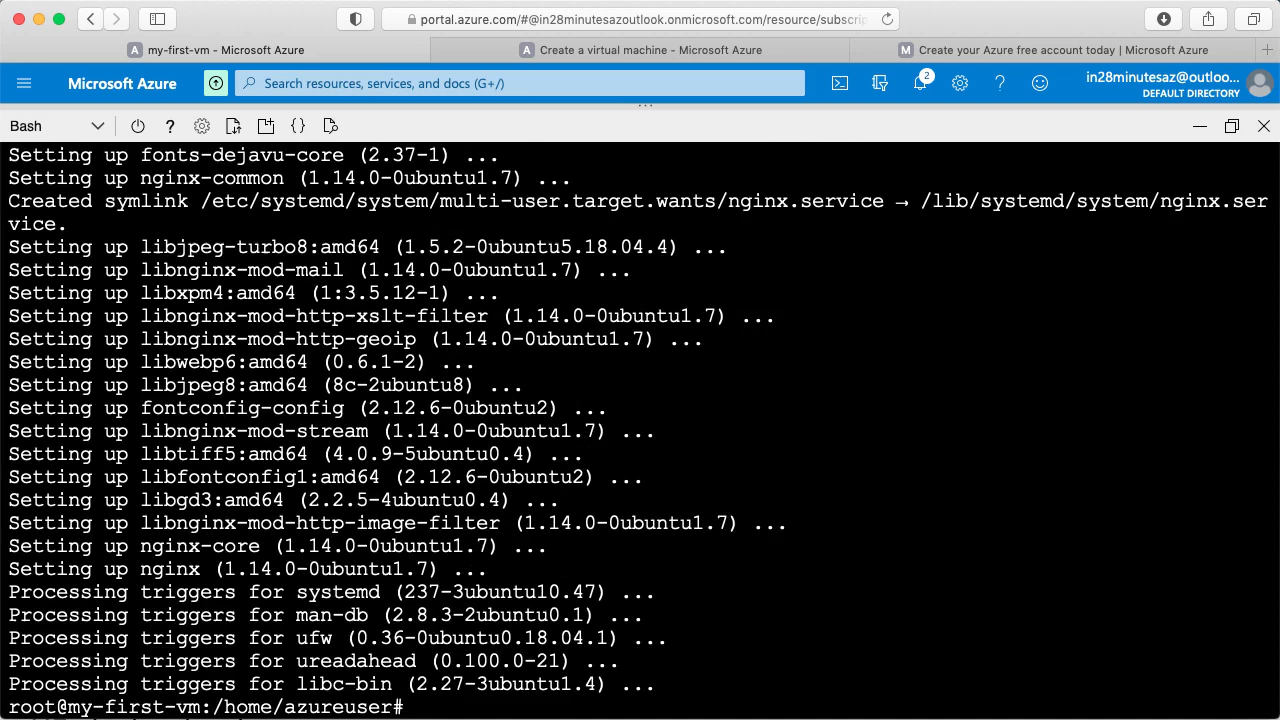 portal.azure.com/#@in28minutesazoutlook.onmicrosoft.com/resource/subscrip
my-first-vm - Microsoft Azure
Create a virtual machine - Microsoft Azure
Create your Azure free account today | Microsoft Azure
Microsoft Azure
Search resources, services, and docs (G+/)
2
in28minutesaz@outloo...
DEFAULT DIRECTORY
Bash
Setting up fonts-dejavu-core (2.37-1) ...
Setting up nginx-common (1.14.0-0ubuntu1.7) ...
Created symlink /etc/systemd/system/multi-user.target.wants/nginx.service → /lib/systemd/system/nginx.ser
vice.
Setting up libjpeg-turbo8:amd64 (1.5.2-0ubuntu5.18.04.4) ...
Setting up libnginx-mod-mail (1.14.0-0ubuntu1.7) ...
Setting up libxpm4:amd64 (1:3.5.12-1) ...
Setting up libnginx-mod-http-xslt-filter (1.14.0-0ubuntu1.7) ...
Setting up libnginx-mod-http-geoip (1.14.0-0ubuntu1.7) ...
Setting up libwebp6:amd64 (0.6.1-2) ...
Setting up libjpeg8:amd64 (8c-2ubuntu8) ...
Setting up fontconfig-config (2.12.6-0ubuntu2) ...
Setting up libnginx-mod-stream (1.14.0-0ubuntu1.7) ...
Setting up libtiff5:amd64 (4.0.9-5ubuntu0.4) ...
Setting up libfontconfig1:amd64 (2.12.6-0ubuntu2) ...
Setting up libgd3:amd64 (2.2.5-4ubuntu0.4) ...
Setting up libnginx-mod-http-image-filter (1.14.0-0ubuntu1.7) ...
Setting up nginx-core (1.14.0-0ubuntu1.7) ...
Setting up nginx (1.14.0-0ubuntu1.7) ...
Processing triggers for systemd (237-3ubuntu10.47) ...
Processing triggers for man-db (2.8.3-2ubuntu0.1) ...
Processing triggers for ufw (0.36-0ubuntu0.18.04.1) ...
Processing triggers for ureadahead (0.100.0-21) ...
Processing triggers for libc-bin (2.27-3ubuntu1.4) ...
root@my-first-vm:/home/azureuser#